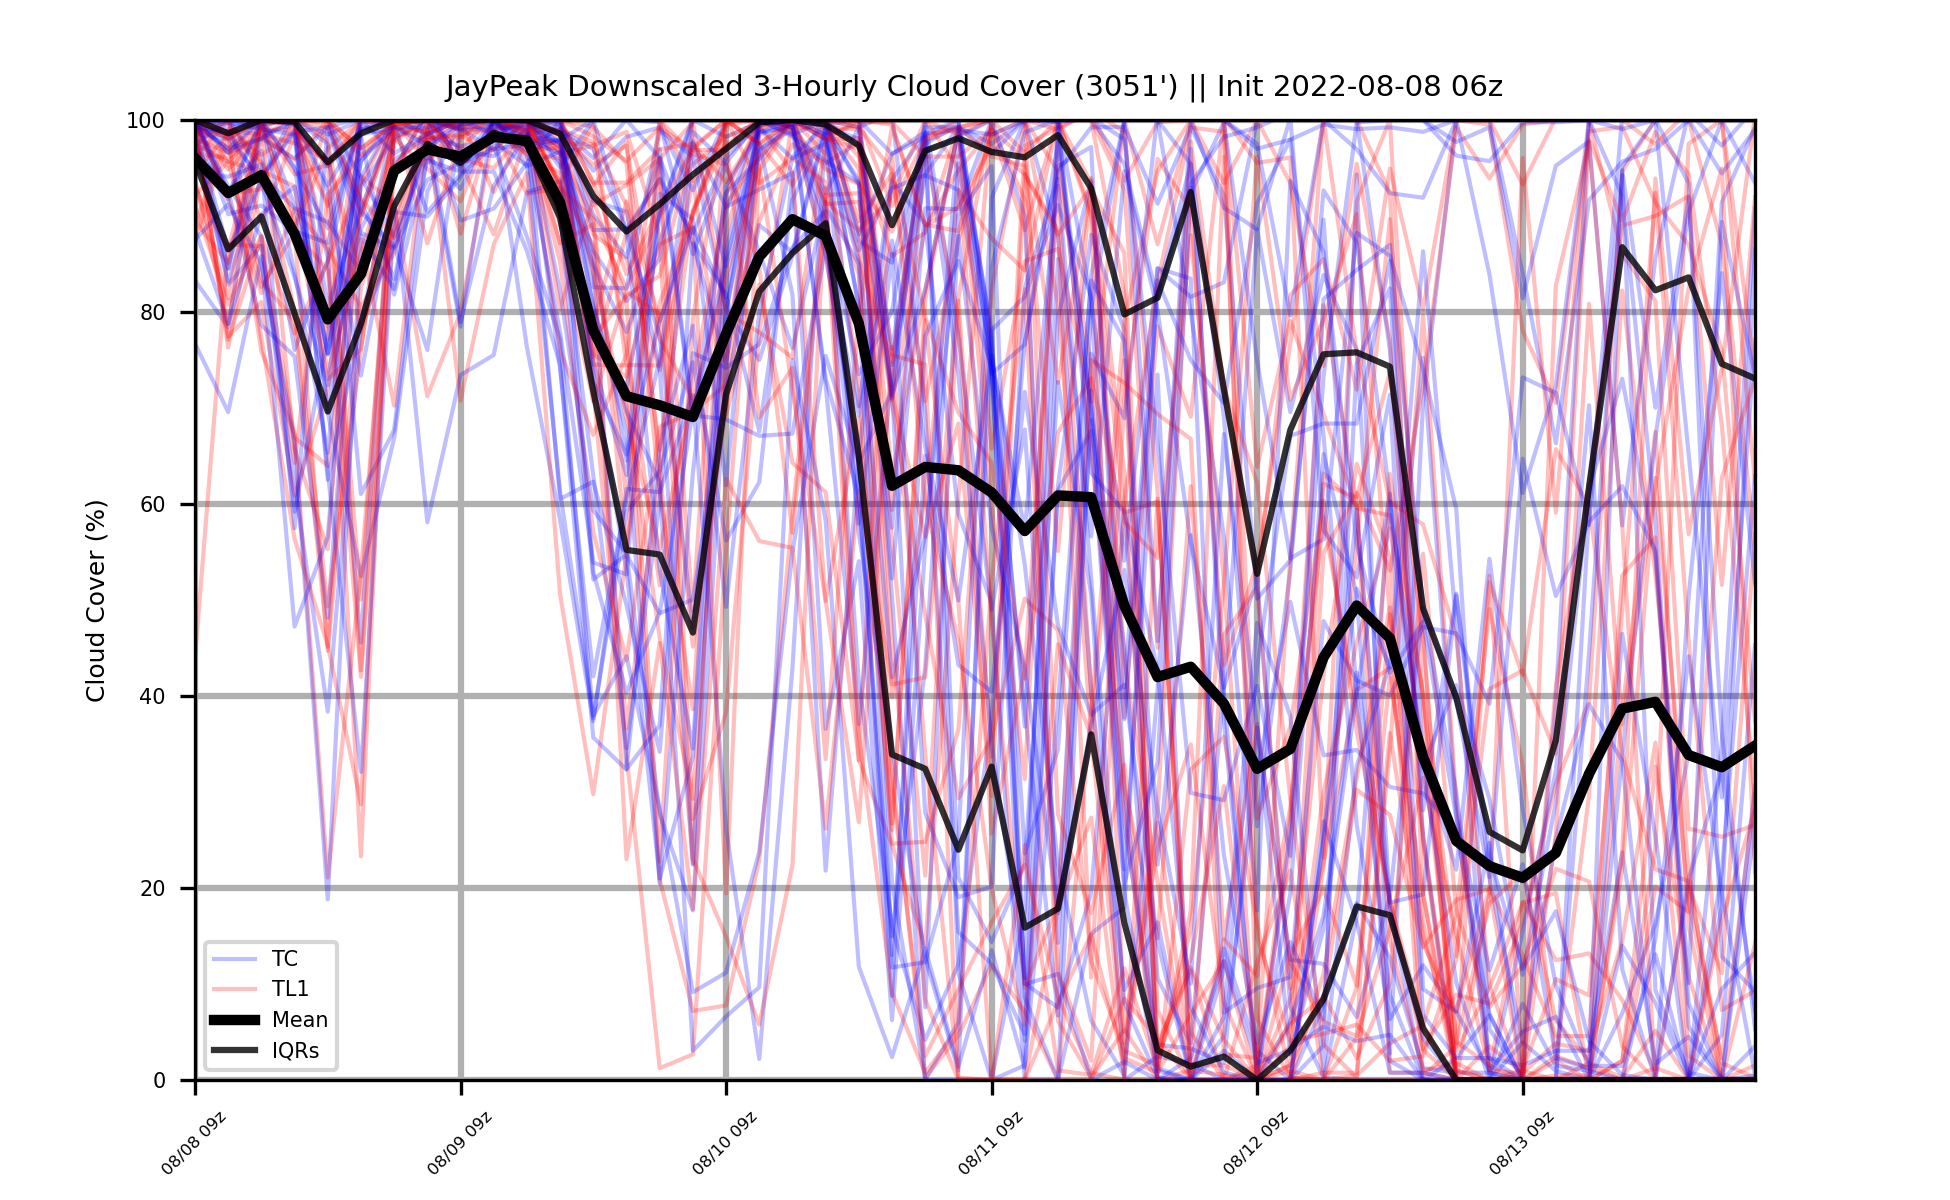 JayPeak Downscaled 3-Hourly Cloud Cover (3051') || Init 2022-08-08 06z
Cloud Cover (%)
100
80
60
40
20
0
TC
TL1
Mean
IQRs
08/08 09z
08/09 09z
08/10 09z
08/11 09z
08/12 09z
08/13 09z